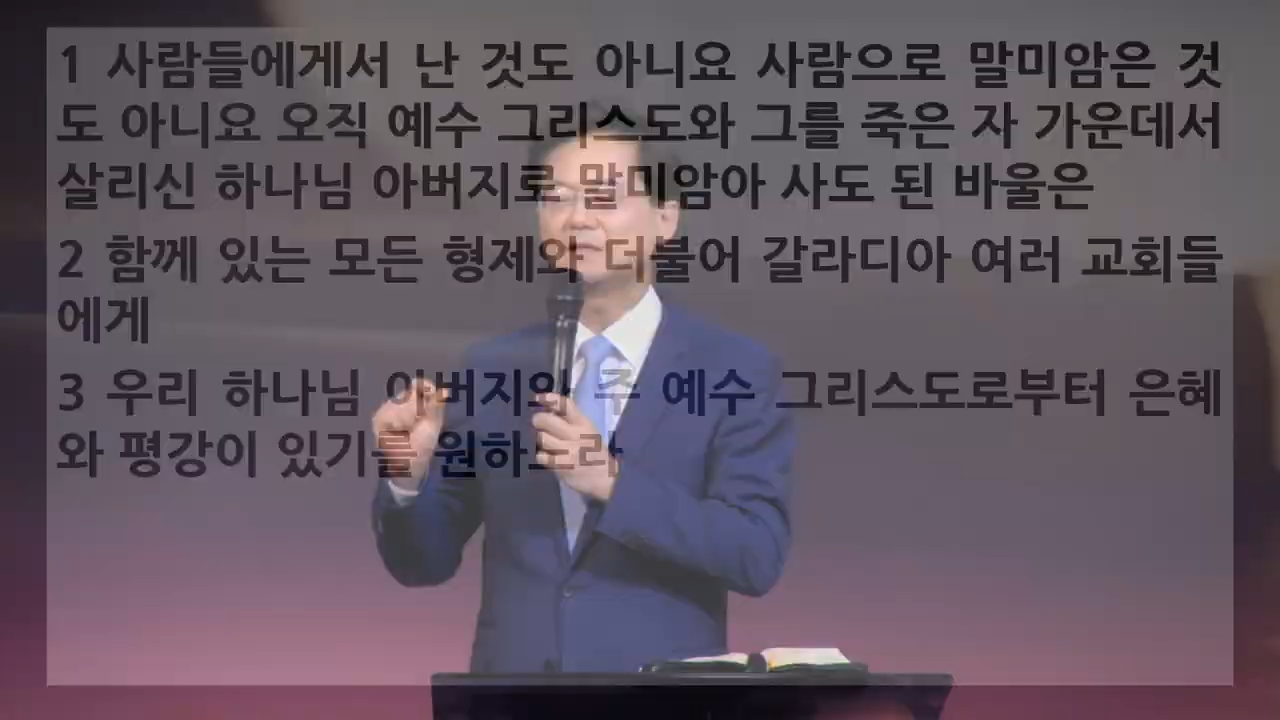 1 사람들에게서 난 것도 아니요 사람으로 말미암은 것
도 아니요 오직 예수 그리스도와 그를 죽은 자 가운데서
살리신 하나님 아버지로 말미암아 사도 된 바울은
2 함께 있는 모든 형제와 더불어 갈라디아 여러 교회들
에게
3 우리 하나님 아버지와 주 예수 그리스도로부터 은혜
와 평강이 있기를 원하노라